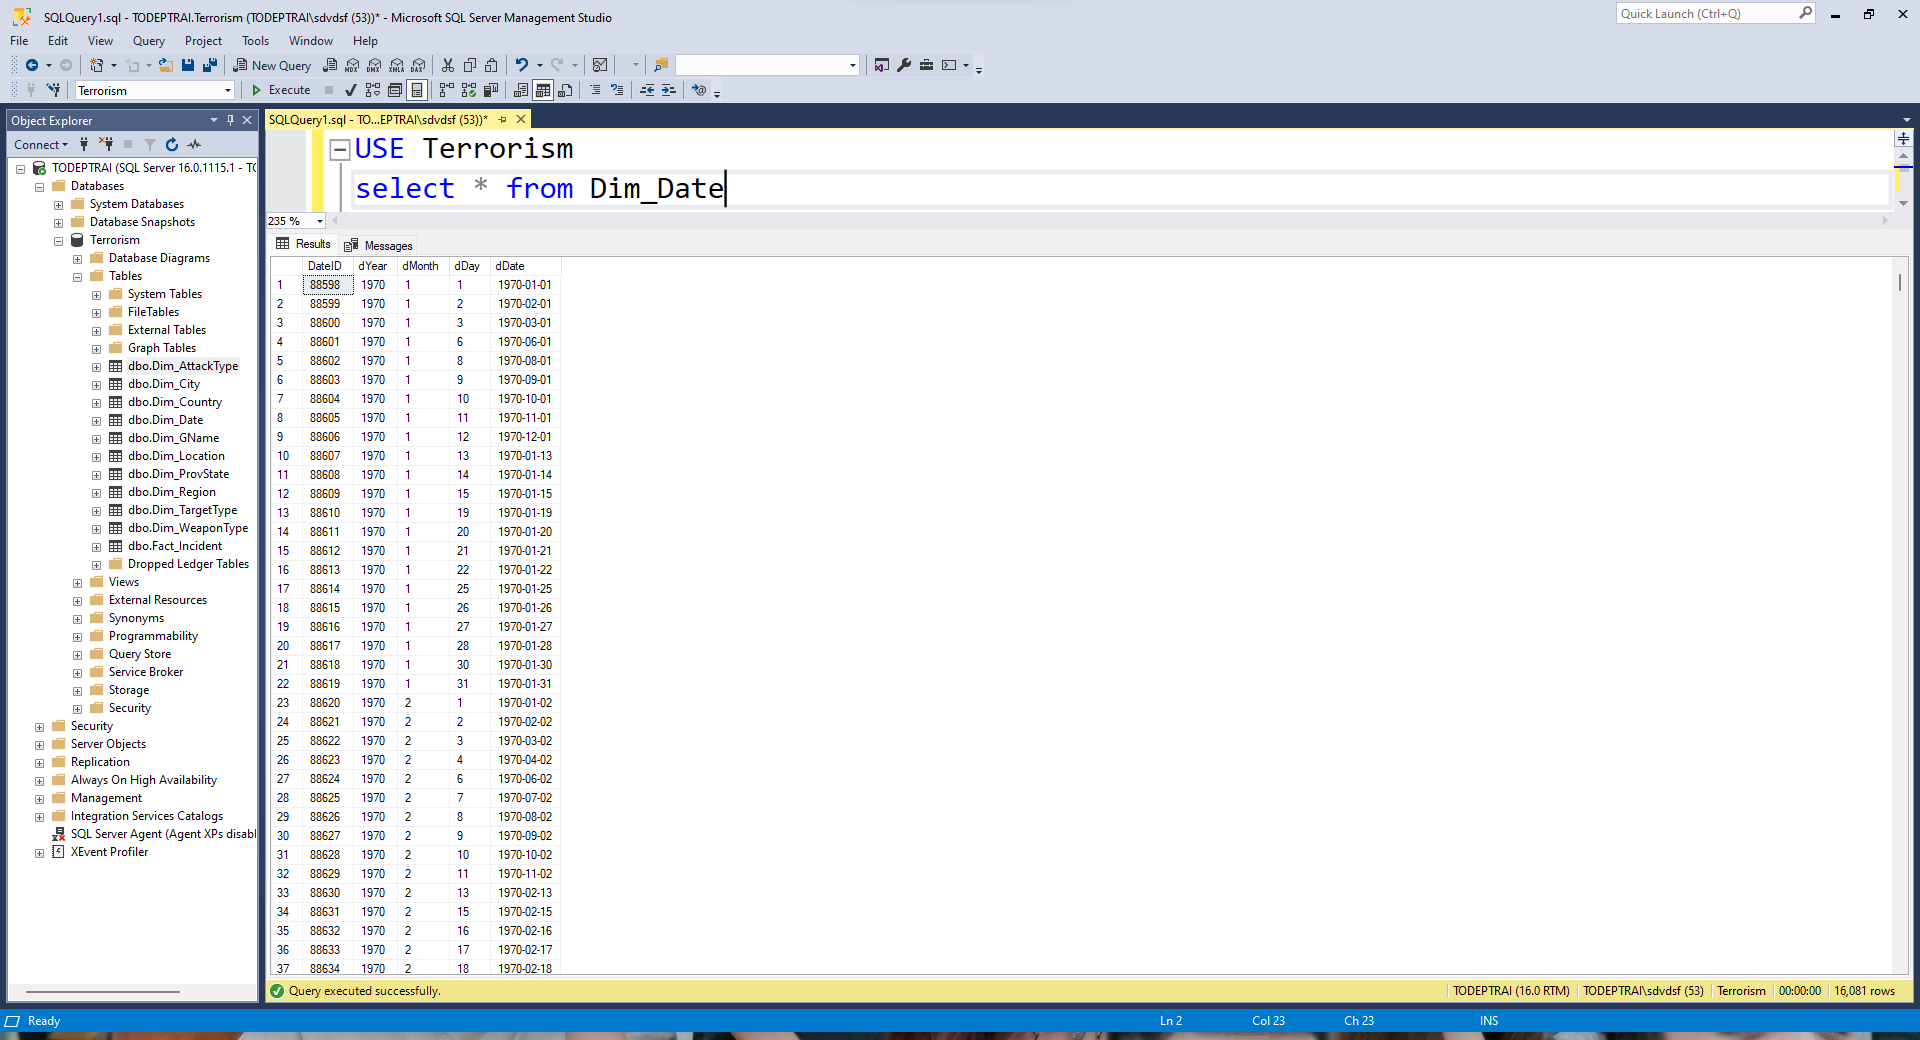 SQLQuery1.sql - TODEPTRAI.Terrorism (TODEPTRAI\sdvdsf (53))* - Microsoft SQL Server Management Studio
Quick Launch (Ctrl+Q)
File Edit View Query Project Tools Window Help
New Query MDX DMX XMLA DAX
Terrorism Execute
Object Explorer
Connect
TODEPTRAI (SQL Server 16.0.1115.1 - TO
Databases
System Databases
Database Snapshots
Terrorism
Database Diagrams
Tables
System Tables
FileTables
External Tables
Graph Tables
dbo.Dim_AttackType
dbo.Dim_City
dbo.Dim_Country
dbo.Dim_Date
dbo.Dim_GName
dbo.Dim_Location
dbo.Dim_ProvState
dbo.Dim_Region
dbo.Dim_TargetType
dbo.Dim_WeaponType
dbo.Fact_Incident
Dropped Ledger Tables
Views
External Resources
Synonyms
Programmability
Query Store
Service Broker
Storage
Security
Security
Server Objects
Replication
Always On High Availability
Management
Integration Services Catalogs
SQL Server Agent (Agent XPs disabl
XEvent Profiler
SQLQuery1.sql - TO...EPTRAI\sdvdsf (53))*
USE Terrorism
select * from Dim_Date
235 %
Results Messages
DateID dYear dMonth dDay dDate
1 88598 1970 1 1 1970-01-01
2 88599 1970 1 2 1970-02-01
3 88600 1970 1 3 1970-03-01
4 88601 1970 1 6 1970-06-01
5 88602 1970 1 8 1970-08-01
6 88603 1970 1 9 1970-09-01
7 88604 1970 1 10 1970-10-01
8 88605 1970 1 11 1970-11-01
9 88606 1970 1 12 1970-12-01
10 88607 1970 1 13 1970-01-13
11 88608 1970 1 14 1970-01-14
12 88609 1970 1 15 1970-01-15
13 88610 1970 1 19 1970-01-19
14 88611 1970 1 20 1970-01-20
15 88612 1970 1 21 1970-01-21
16 88613 1970 1 22 1970-01-22
17 88614 1970 1 25 1970-01-25
18 88615 1970 1 26 1970-01-26
19 88616 1970 1 27 1970-01-27
20 88617 1970 1 28 1970-01-28
21 88618 1970 1 30 1970-01-30
22 88619 1970 1 31 1970-01-31
23 88620 1970 2 1 1970-01-02
24 88621 1970 2 2 1970-02-02
25 88622 1970 2 3 1970-03-02
26 88623 1970 2 4 1970-04-02
27 88624 1970 2 6 1970-06-02
28 88625 1970 2 7 1970-07-02
29 88626 1970 2 8 1970-08-02
30 88627 1970 2 9 1970-09-02
31 88628 1970 2 10 1970-10-02
32 88629 1970 2 11 1970-11-02
33 88630 1970 2 13 1970-02-13
34 88631 1970 2 15 1970-02-15
35 88632 1970 2 16 1970-02-16
36 88633 1970 2 17 1970-02-17
37 88634 1970 2 18 1970-02-18
Query executed successfully. TODEPTRAI (16.0 RTM) TODEPTRAI\sdvdsf (53) Terrorism 00:00:00 16,081 rows
Ready Ln 2 Col 23 Ch 23 INS